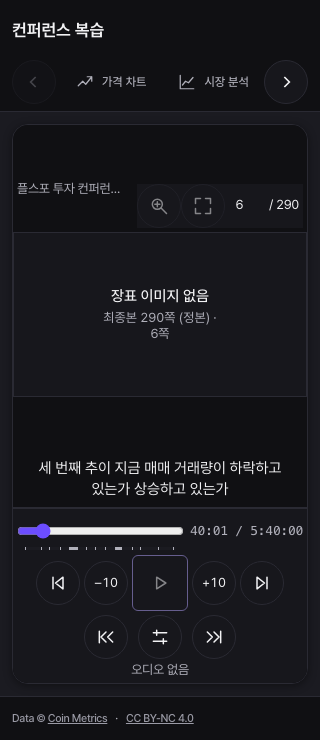 컨퍼런스 복습
가격 차트
시장 분석
플스포 투자 컨퍼런...
6 / 290
장표 이미지 없음
최종본 290쪽 (정본) ·
6쪽
세 번째 추이 지금 매매 거래량이 하락하고
있는가 상승하고 있는가
40:01 / 5:40:00
−10
+10
오디오 없음
Data © Coin Metrics · CC BY-NC 4.0